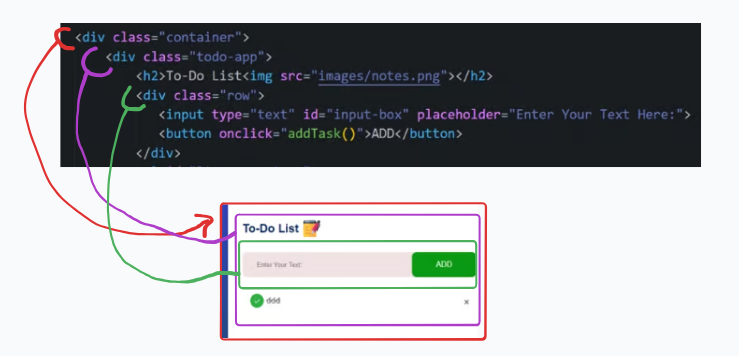 <div class="container">
<div class="todo-app">
<h2>To-Do List<img src="images/notes.png"></h2>
<div class="row">
<input type="text" id="input-box" placeholder="Enter Your Text Here:">
<button onclick="addTask()">ADD</button>
</div>
To-Do List
Enter Your Text: ADD
ddd ×